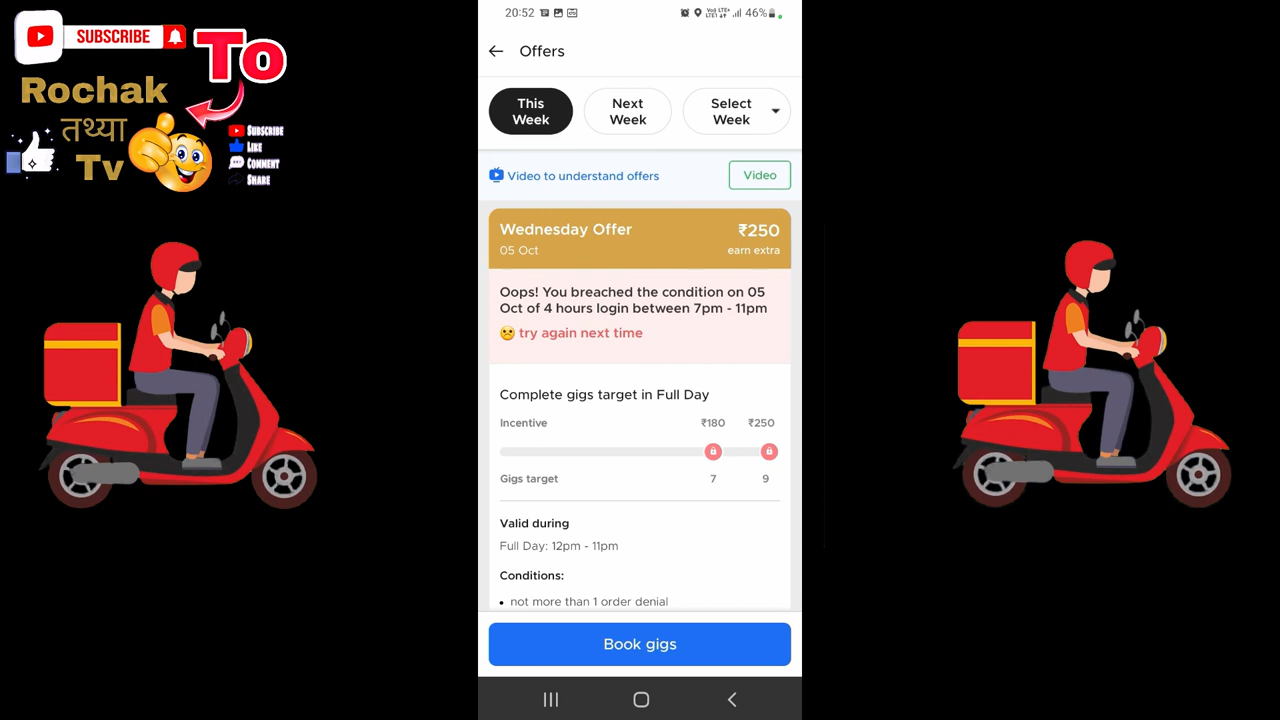 SUBSCRIBE
To
Rochak
तथ्या
Tv
SUBSCRIBE
LIKE
COMMENT
SHARE
20:52
Vo) LTE+
LTE1
46%
Offers
This
Week
Next
Week
Select
Week
Video to understand offers
Video
Wednesday Offer
₹250
05 Oct
earn extra
Oops! You breached the condition on 05
Oct of 4 hours login between 7pm - 11pm
try again next time
Complete gigs target in Full Day
Incentive
₹180
₹250
Gigs target
7
9
Valid during
Full Day: 12pm - 11pm
Conditions:
• not more than 1 order denial
Book gigs